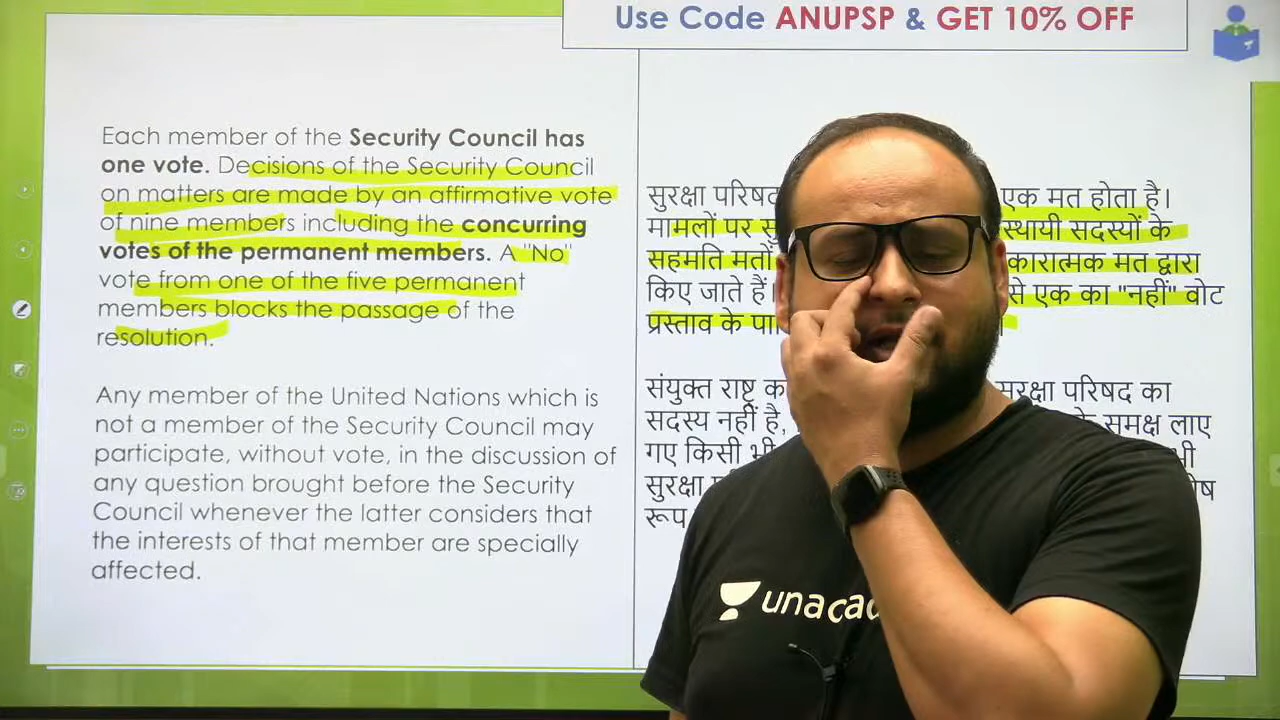 Use Code ANUPSP & GET 10% OFF
Each member of the Security Council has
one vote. Decisions of the Security Council
on matters are made by an affirmative vote
of nine members including the concurring
votes of the permanent members. A "No"
vote from one of the five permanent
members blocks the passage of the
resolution.
Any member of the United Nations which is
not a member of the Security Council may
participate, without vote, in the discussion of
any question brought before the Security
Council whenever the latter considers that
the interests of that member are specially
affected.
सुरक्षा परिषद एक मत होता है।
मामलों पर स्थायी सदस्यों के
सहमति मतों द्वारा
किए जाते हैं। से एक का "नहीं" वोट
प्रस्ताव के
संयुक्त राष्ट्र सुरक्षा परिषद का
सदस्य नहीं है, के समक्ष लाए
गए किसी भी भी
सुरक्षा
रूप
unacad